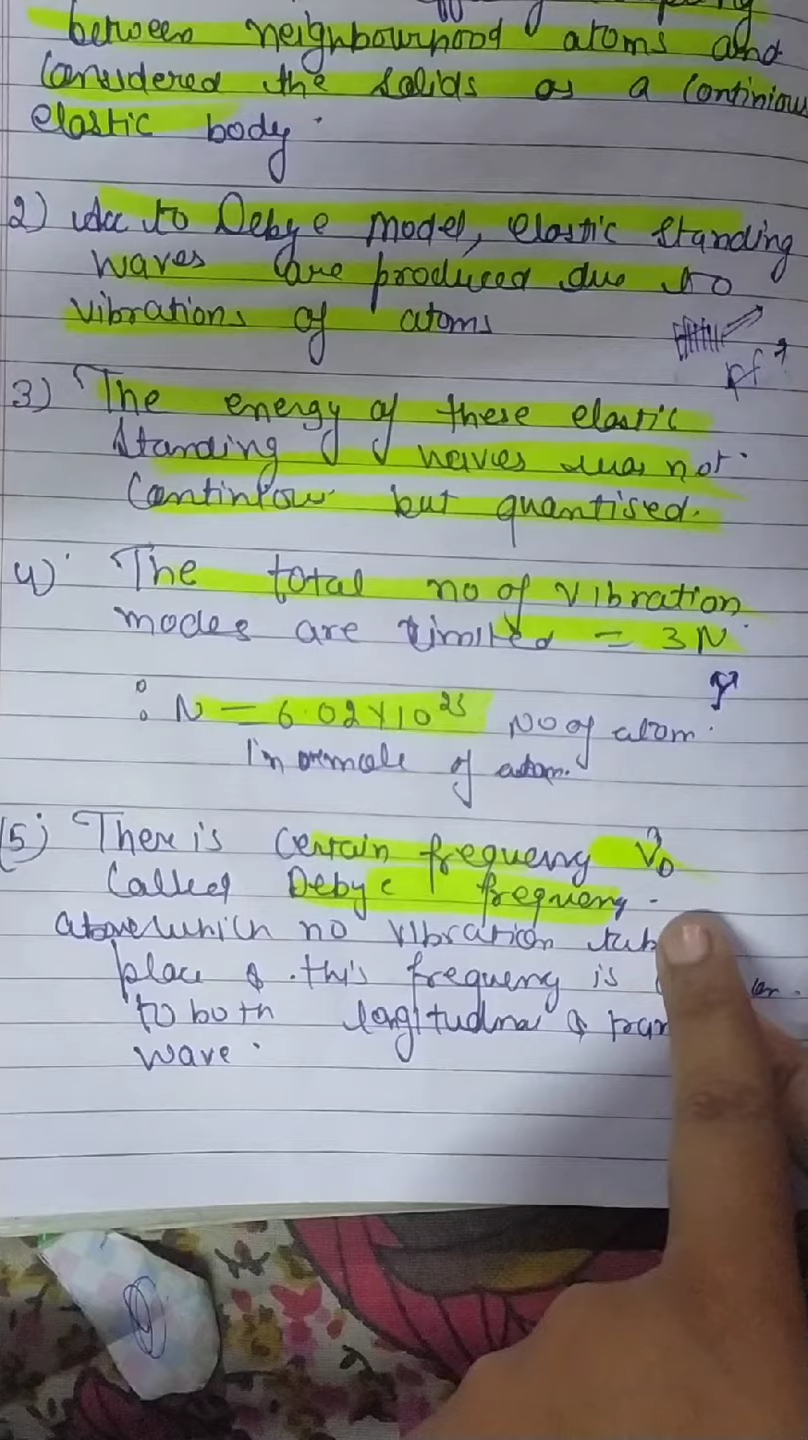 between neighbourhood atoms and
Considered the solids as a Continious
elastic body.
2) Acc to Debye Model, elastic standing
waves are produced due to
vibrations of atoms
3) The energy of these elastic
standing waves was not
Continious but quantised.
4) The total no of vibration
modes are limited = 3N
∴ N = 6.02 X 10²³ No of atom.
In one mole of atom.
(5) There is certain frequency ν_D
Called Debye frequency.
above which no vibration
place & this frequency is
to both logitudnal &
wave.